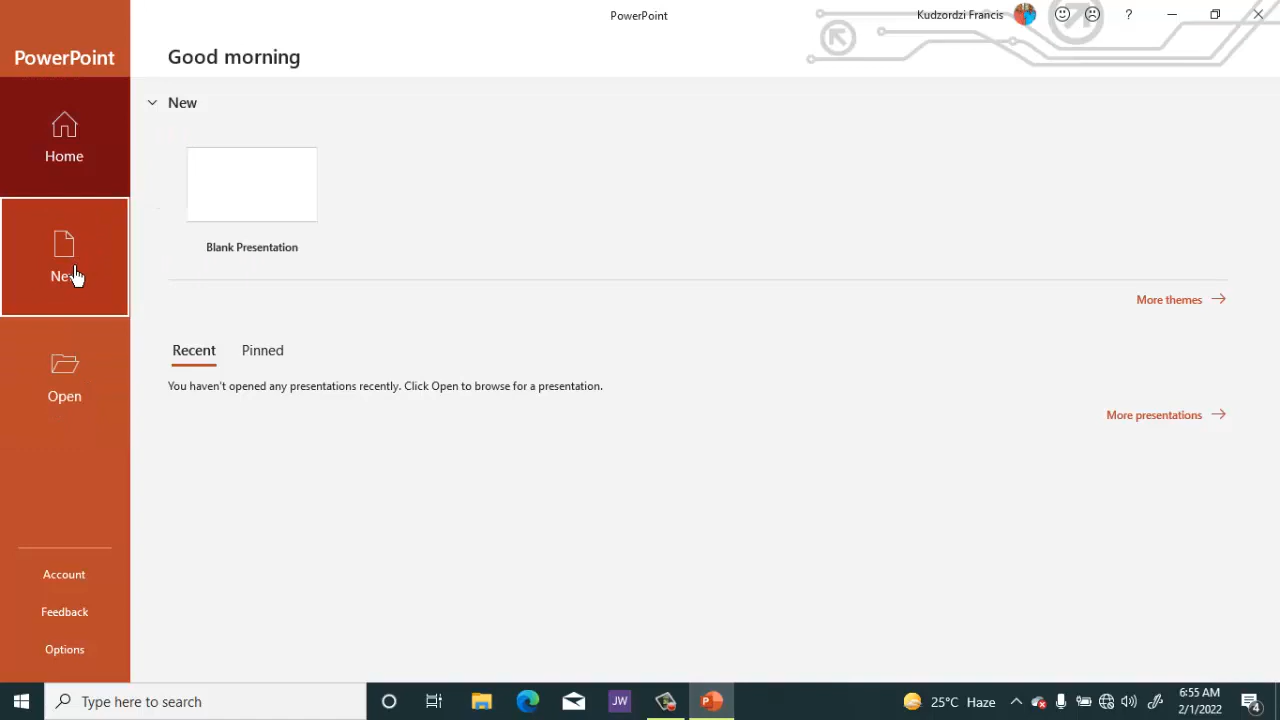 PowerPoint
Kudzordzi Francis
?
PowerPoint
Good morning
Home
New
Blank Presentation
More themes
New
Recent
Pinned
You haven't opened any presentations recently. Click Open to browse for a presentation.
More presentations
Open
Account
Feedback
Options
Type here to search
JW
25°C Haze
6:55 AM
2/1/2022
4